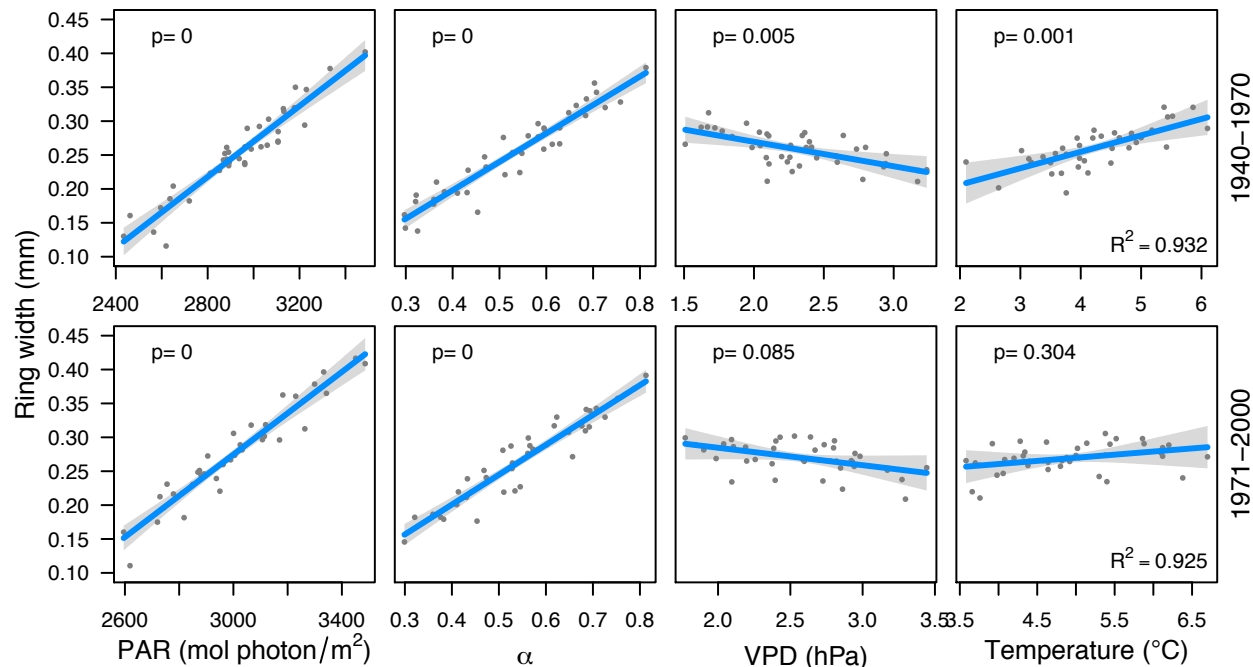 0.45
0.40
0.35
0.30
0.25
0.20
0.15
0.10
p= 0
p= 0
p= 0.005
p= 0.001
R² = 0.932
1940−1970
2400 2800 3200
0.3 0.4 0.5 0.6 0.7 0.8
1.5 2.0 2.5 3.0
2 3 4 5 6
Ring width (mm)
0.45
0.40
0.35
0.30
0.25
0.20
0.15
0.10
p= 0
p= 0
p= 0.085
p= 0.304
R² = 0.925
1971−2000
2600 3000 3400
0.3 0.4 0.5 0.6 0.7 0.8
2.0 2.5 3.0 3.5
3.5 4.5 5.5 6.5
PAR (mol photon/m²)
α
VPD (hPa)
Temperature (°C)